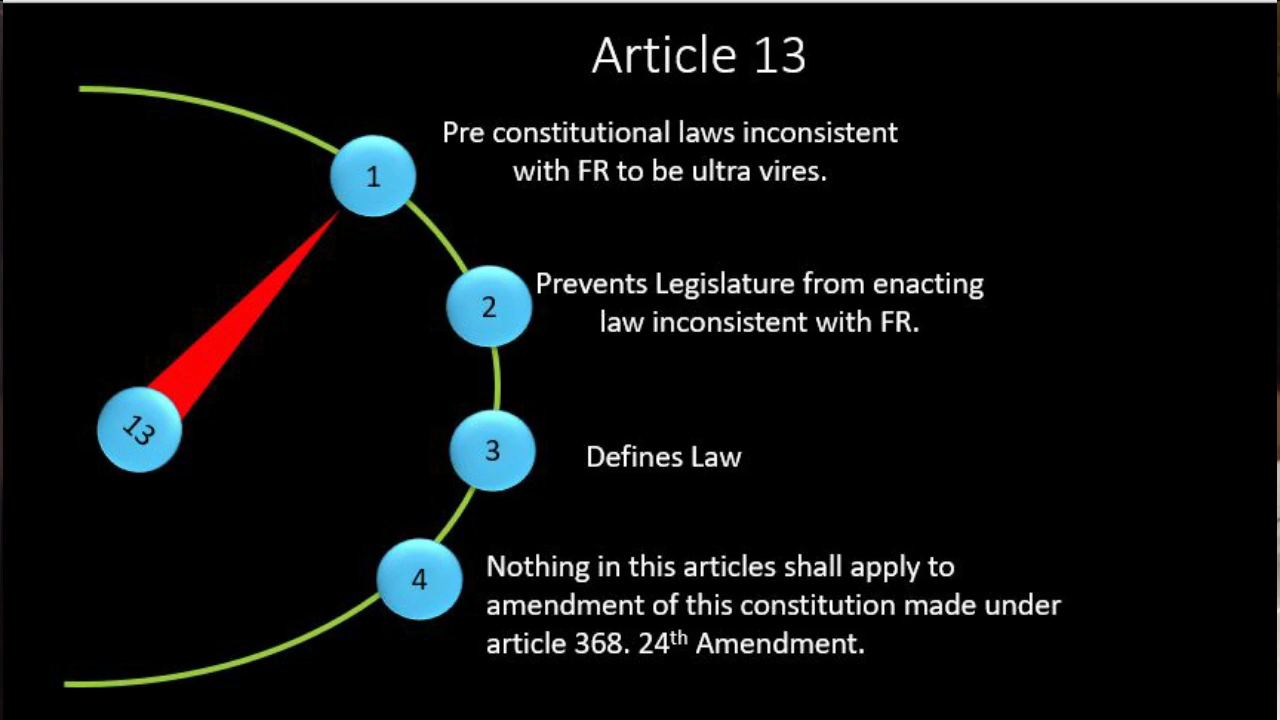 Article 13
1
Pre constitutional laws inconsistent
with FR to be ultra vires.
2
Prevents Legislature from enacting
law inconsistent with FR.
13
3
Defines Law
4
Nothing in this articles shall apply to
amendment of this constitution made under
article 368. 24th Amendment.